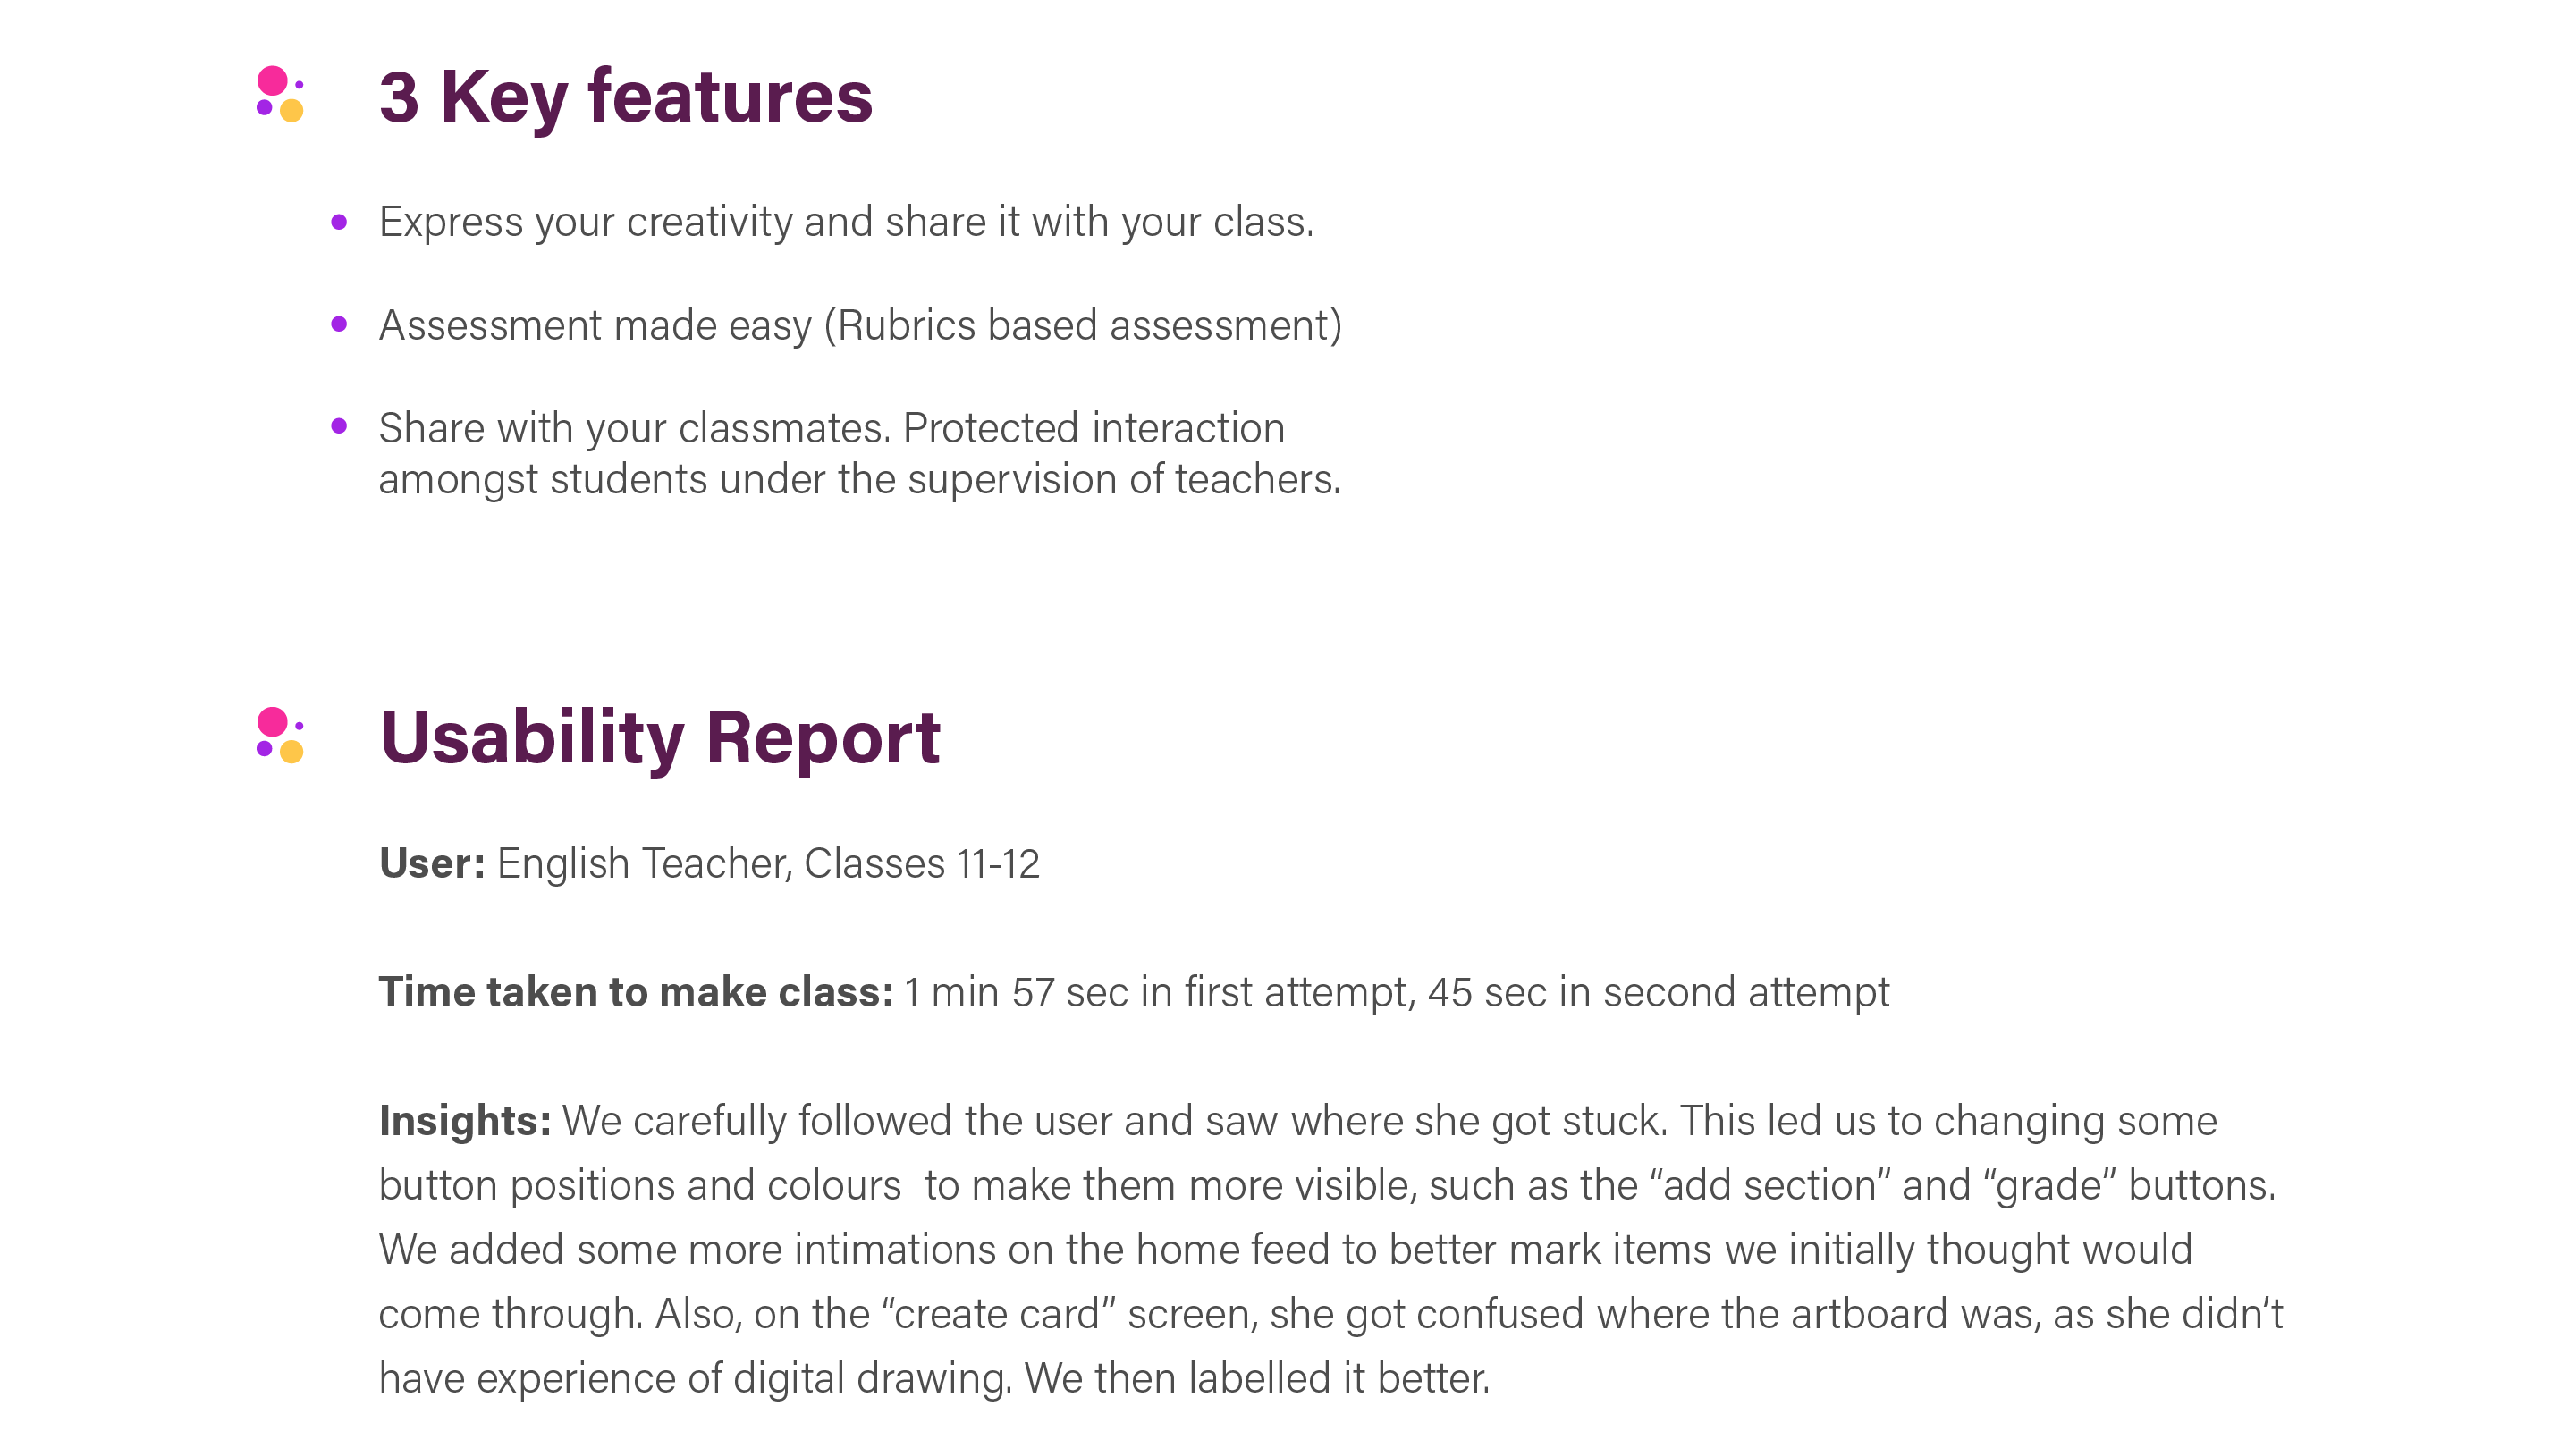 3 Key features
Express your creativity and share it with your class.
Assessment made easy (Rubrics based assessment)
Share with your classmates. Protected interaction
amongst students under the supervision of teachers.
Usability Report
User: English Teacher, Classes 11-12
Time taken to make class: 1 min 57 sec in first attempt, 45 sec in second attempt
Insights: We carefully followed the user and saw where she got stuck. This led us to changing some
button positions and colours  to make them more visible, such as the “add section” and “grade” buttons.
We added some more intimations on the home feed to better mark items we initially thought would
come through. Also, on the “create card” screen, she got confused where the artboard was, as she didn’t
have experience of digital drawing. We then labelled it better.